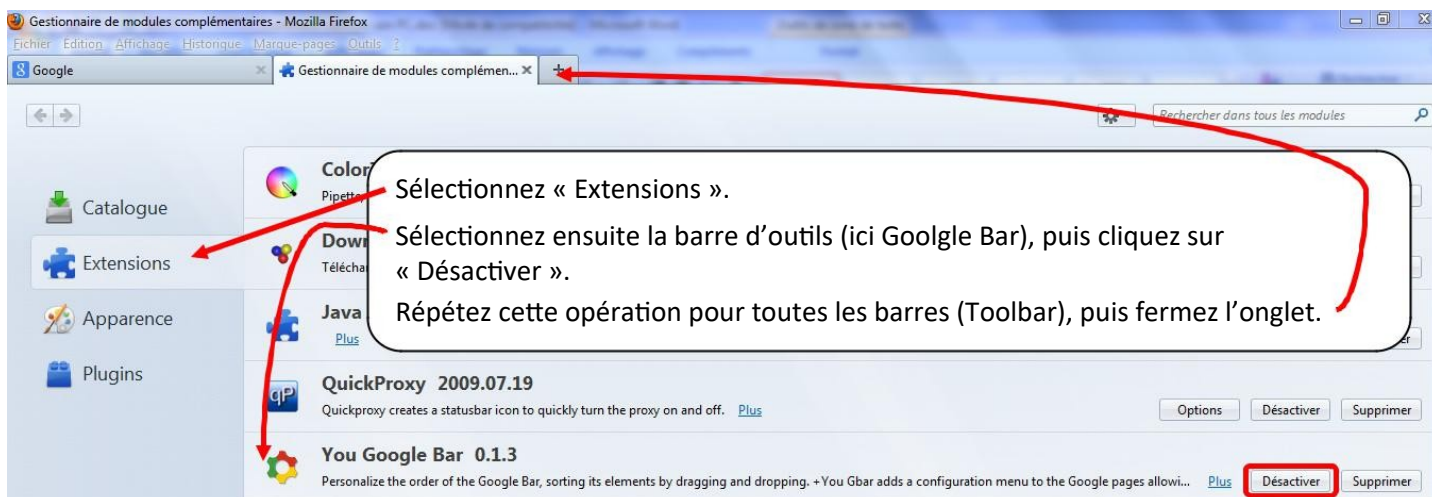 Gestionnaire de modules complémentaires - Mozilla Firefox
Fichier Edition Affichage Historique Marque-pages Outils ?
Google
Gestionnaire de modules complémen...
Rechercher dans tous les modules
Catalogue
Extensions
Apparence
Plugins
Color
Pipette
Down
Téléchar
Java
Plus
Sélectionnez « Extensions ».
Sélectionnez ensuite la barre d’outils (ici Goolgle Bar), puis cliquez sur
« Désactiver ».
Répétez cette opération pour toutes les barres (Toolbar), puis fermez l’onglet.
QuickProxy 2009.07.19
Quickproxy creates a statusbar icon to quickly turn the proxy on and off. Plus
Options Désactiver Supprimer
You Google Bar 0.1.3
Personalize the order of the Google Bar, sorting its elements by dragging and dropping. +You Gbar adds a configuration menu to the Google pages allowi... Plus
Désactiver Supprimer